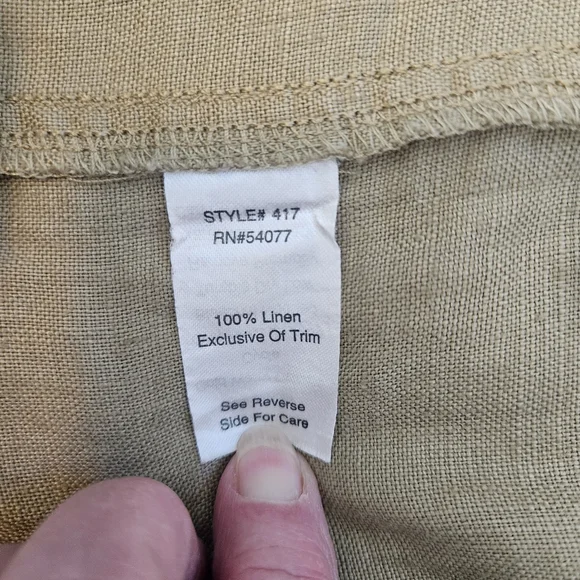 STYLE# 417
RN#54077
100% Linen
Exclusive Of Trim
See Reverse
Side For Care